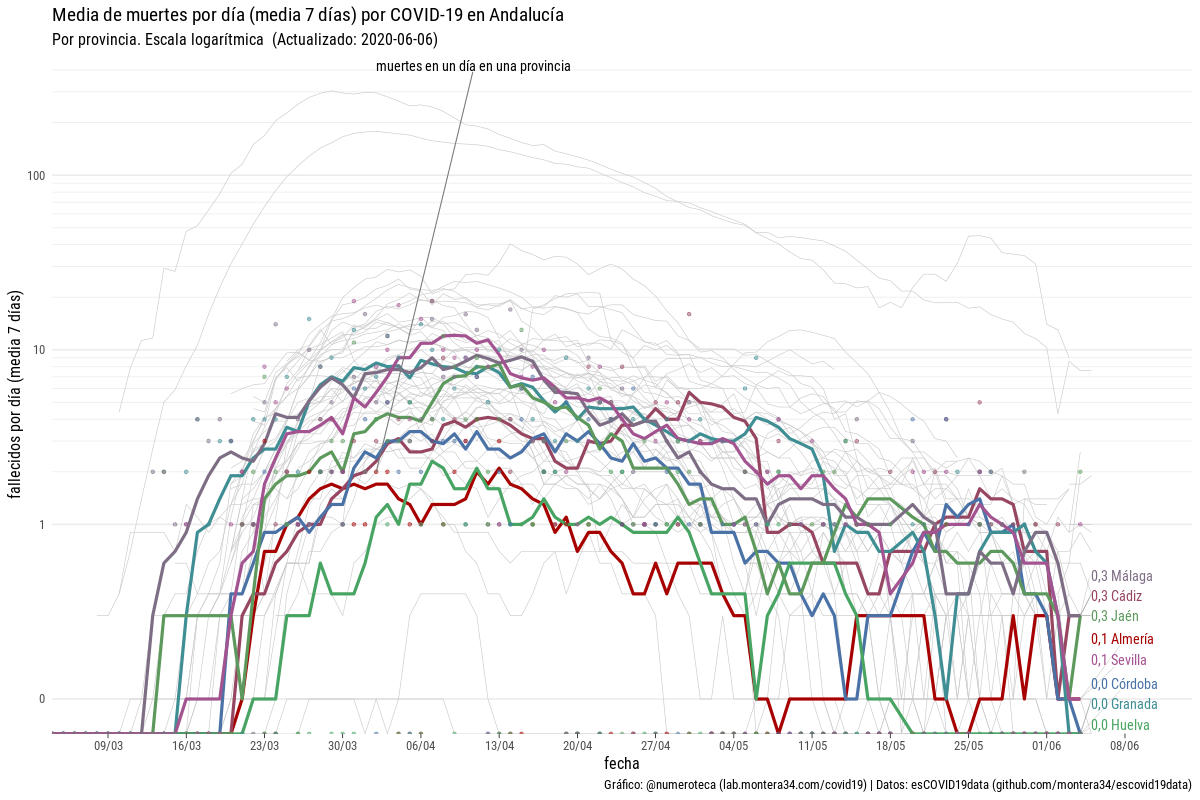 Media de muertes por día (media 7 días) por COVID-19 en Andalucía
Por provincia. Escala logarítmica  (Actualizado: 2020-06-06)
muertes en un día en una provincia
fallecidos por día (media 7 días)
100
10
1
0
0,3 Málaga
0,3 Cádiz
0,3 Jaén
0,1 Almería
0,1 Sevilla
0,0 Córdoba
0,0 Granada
0,0 Huelva
09/03 16/03 23/03 30/03 06/04 13/04 20/04 27/04 04/05 11/05 18/05 25/05 01/06 08/06
fecha
Gráfico: @numeroteca (lab.montera34.com/covid19) | Datos: esCOVID19data (github.com/montera34/escovid19data)